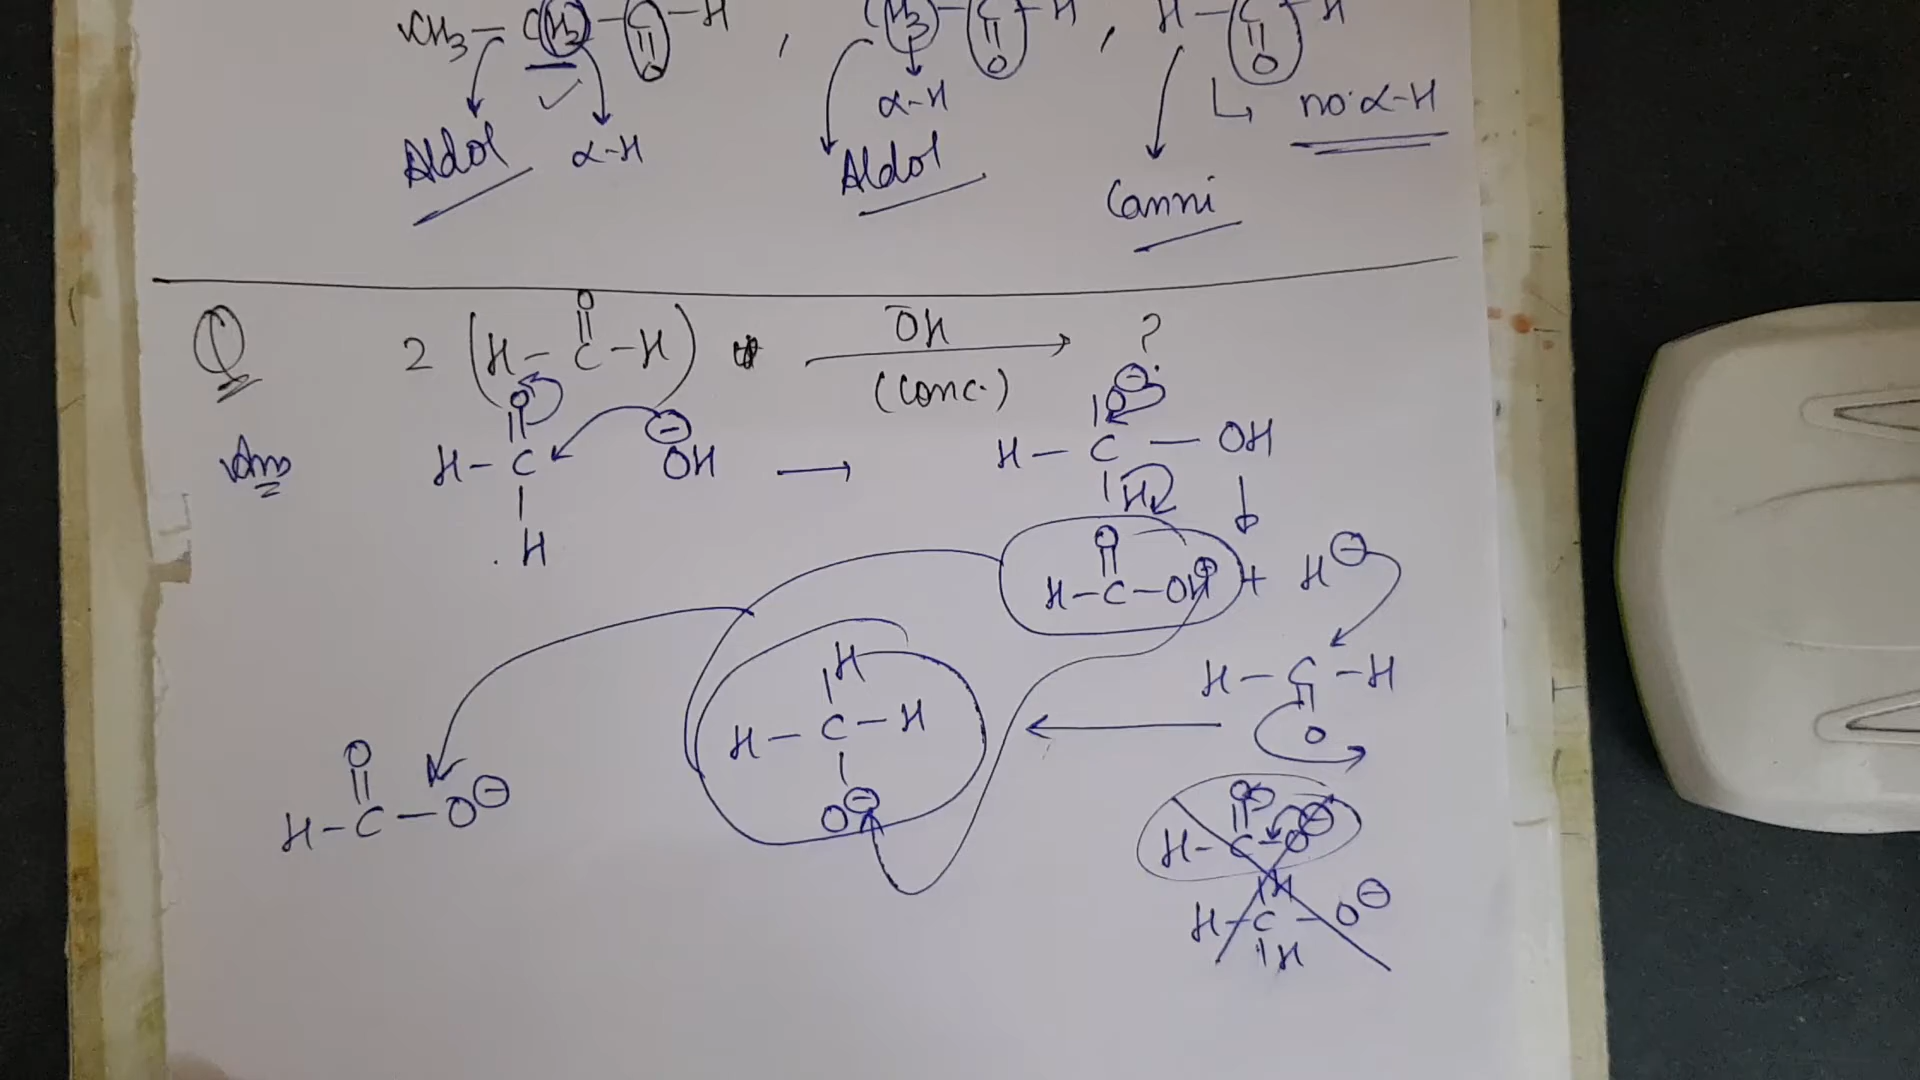 CH3 – CH2 – C – H , CH3 – C – H , H – C – H
O O O
α-H no α-H
Aldol α-H Aldol
Canni
Q 2 (H – C – H) OH ?
O
(Conc.)
Ans H – C OH → H – C – OH
O O
H H
O
H – C – OH + H
H H – C – H
H – C – H O
O
O
H – C – O
O
H – C – O
H
H – C – O
H